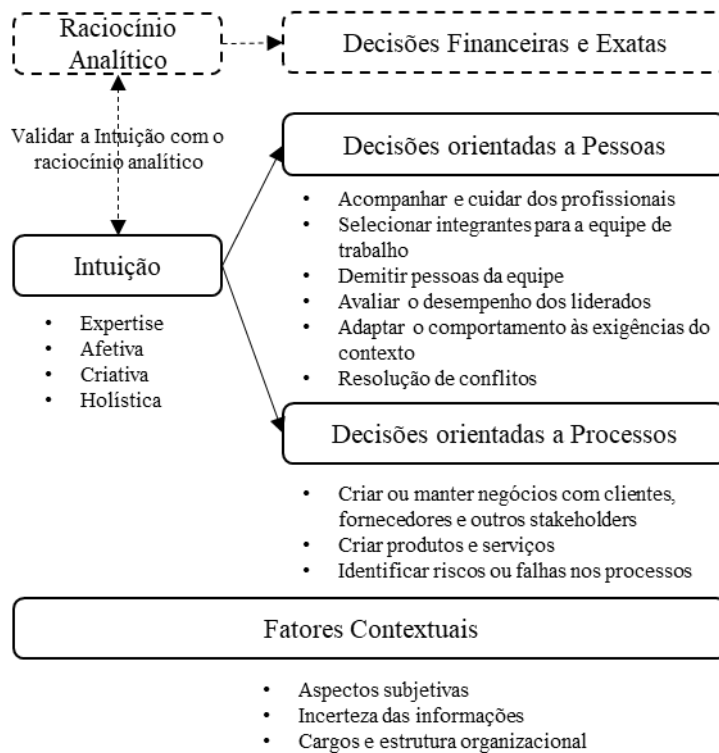 Raciocínio
Analítico
Decisões Financeiras e Exatas
Validar a Intuição com o
raciocínio analítico
Decisões orientadas a Pessoas
• Acompanhar e cuidar dos profissionais
• Selecionar integrantes para a equipe de
trabalho
• Demitir pessoas da equipe
• Avaliar o desempenho dos liderados
• Adaptar o comportamento às exigências do
contexto
• Resolução de conflitos
Intuição
• Expertise
• Afetiva
• Criativa
• Holística
Decisões orientadas a Processos
• Criar ou manter negócios com clientes,
fornecedores e outros stakeholders
• Criar produtos e serviços
• Identificar riscos ou falhas nos processos
Fatores Contextuais
• Aspectos subjetivas
• Incerteza das informações
• Cargos e estrutura organizacional